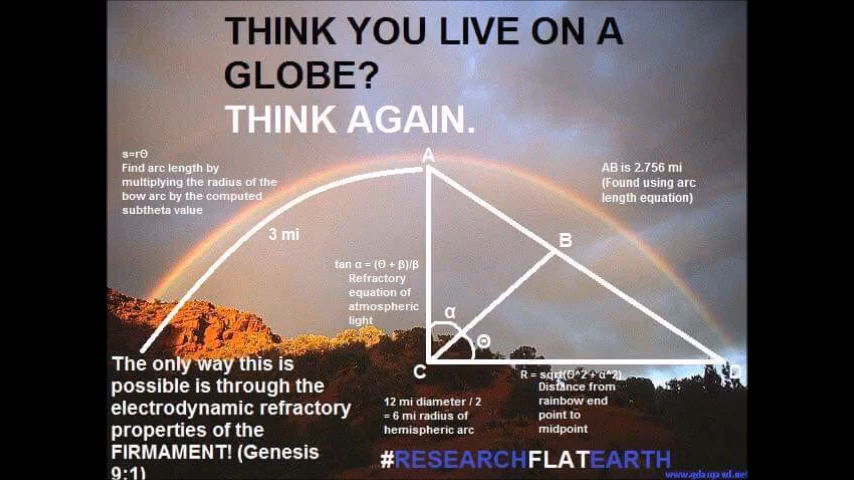 THINK YOU LIVE ON A
GLOBE?
THINK AGAIN.
s=rΘ
Find arc length by
multiplying the radius of the
bow arc by the computed
subtheta value
A
AB is 2.756 mi
(Found using arc
length equation)
3 mi
B
tan α = (Θ + β)/β
Refractory
equation of
atmospheric
light
α
Θ
C
D
R = sqrt(Θ^2 + α^2)
Distance from
rainbow end
point to
midpoint
The only way this is
possible is through the
electrodynamic refractory
properties of the
FIRMAMENT! (Genesis
9:1)
12 mi diameter / 2
= 6 mi radius of
hemispheric arc
#RESEARCHFLATEARTH